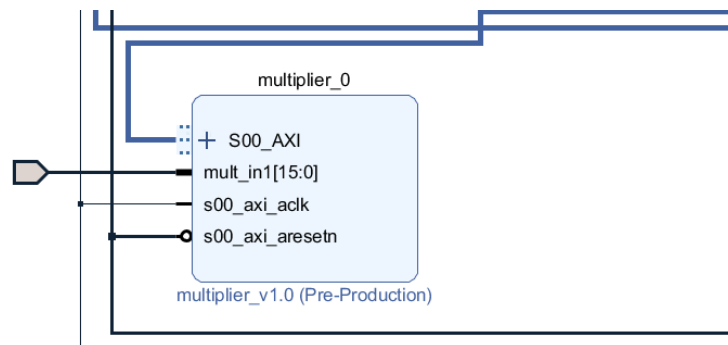 multiplier_0
S00_AXI
mult_in1[15:0]
s00_axi_aclk
s00_axi_aresetn
multiplier_v1.0 (Pre-Production)